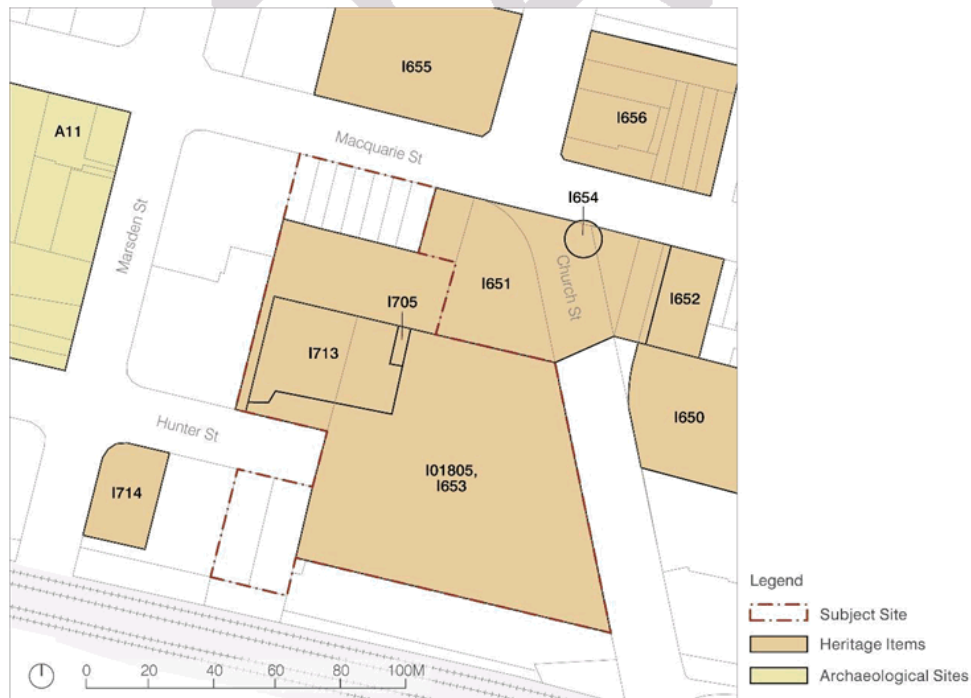 I655
I656
A11
Macquarie St
I654
Marsden St
Church St
I651
I652
I705
I713
I650
Hunter St
I01805,
I653
I714
Legend
Subject Site
Heritage Items
Archaeological Sites
0 20 40 60 80 100M